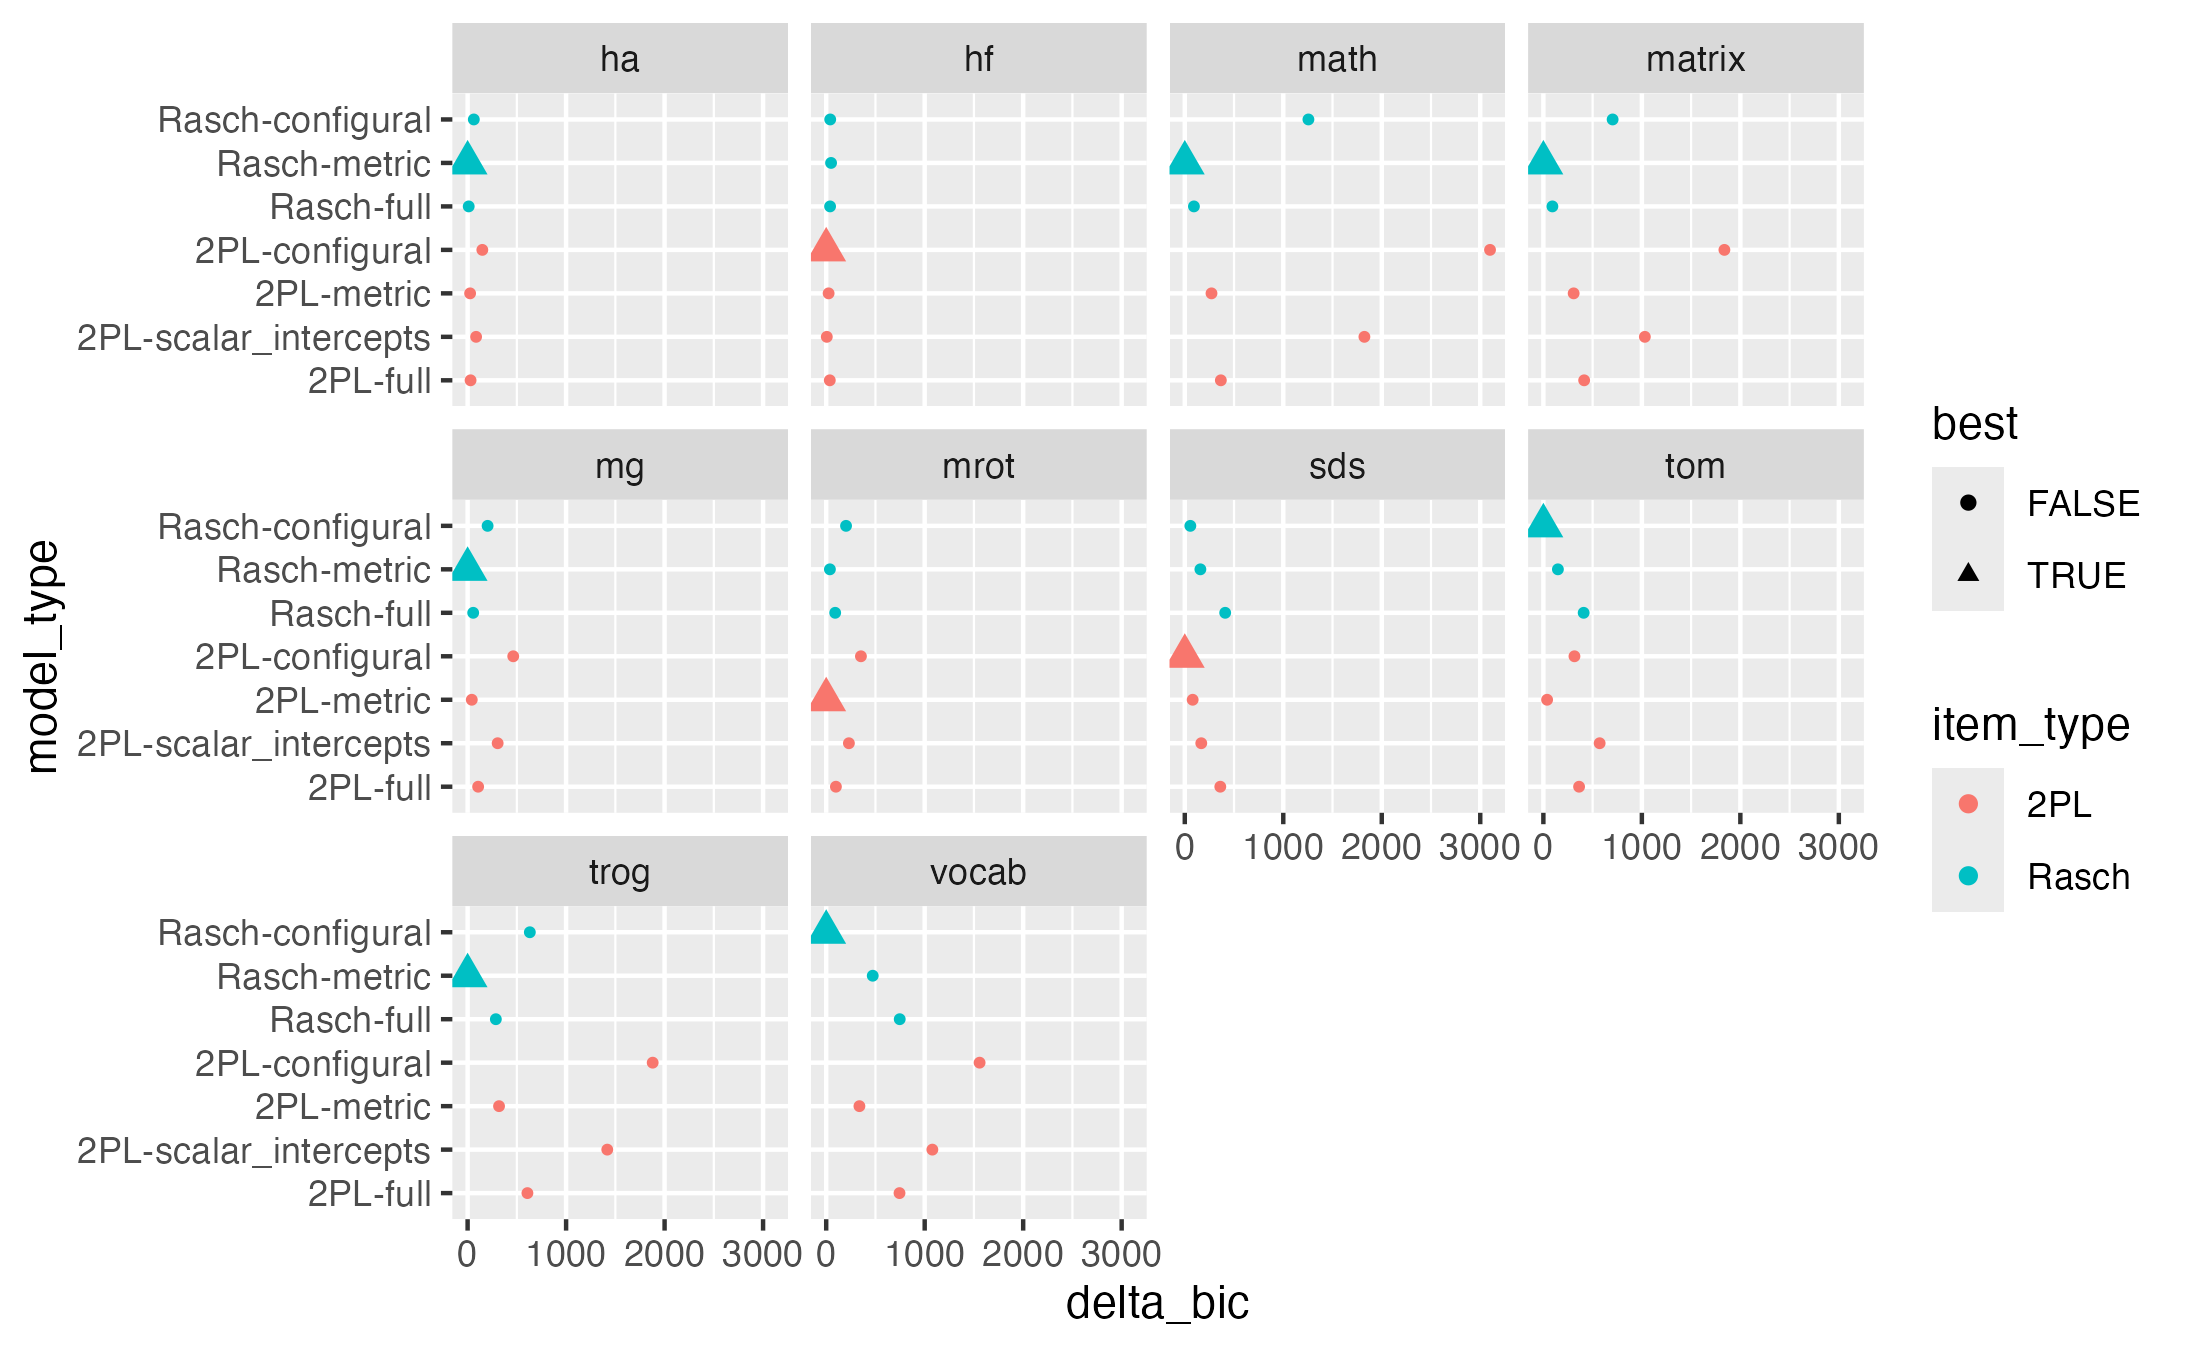 ha hf math matrix
Rasch-configural
Rasch-metric
Rasch-full
2PL-configural
2PL-metric
2PL-scalar_intercepts
2PL-full
mg mrot sds tom
Rasch-configural
Rasch-metric
Rasch-full
2PL-configural
2PL-metric
2PL-scalar_intercepts
2PL-full
0 1000 2000 3000 0 1000 2000 3000
trog vocab
Rasch-configural
Rasch-metric
Rasch-full
2PL-configural
2PL-metric
2PL-scalar_intercepts
2PL-full
0 1000 2000 3000 0 1000 2000 3000
delta_bic
model_type
best
FALSE
TRUE
item_type
2PL
Rasch